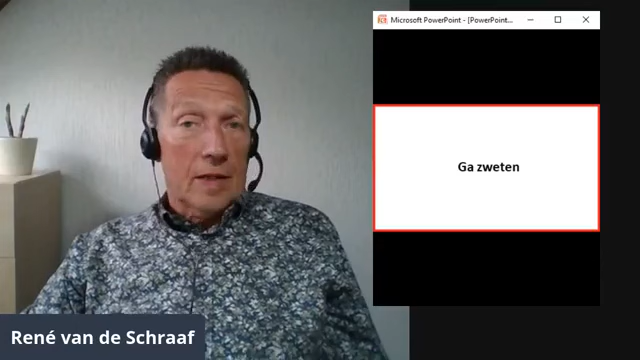 Microsoft PowerPoint - [PowerPoint...
Ga zweten
René van de Schraaf